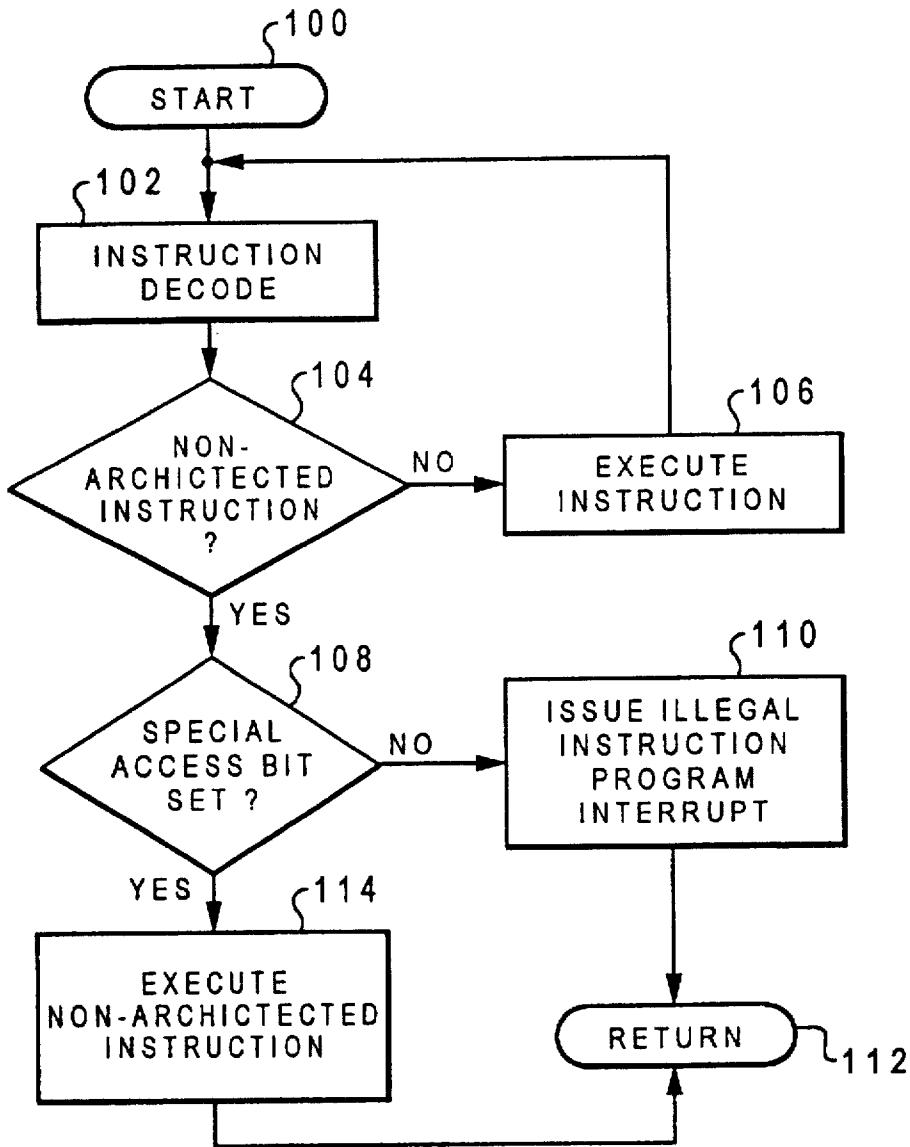 100
START
102
INSTRUCTION
DECODE
104
NON-
ARCHICTECTED
INSTRUCTION
?
NO
106
EXECUTE
INSTRUCTION
YES
108
SPECIAL
ACCESS BIT
SET ?
NO
110
ISSUE ILLEGAL
INSTRUCTION
PROGRAM
INTERRUPT
YES
114
EXECUTE
NON-ARCHICTECTED
INSTRUCTION
RETURN
112